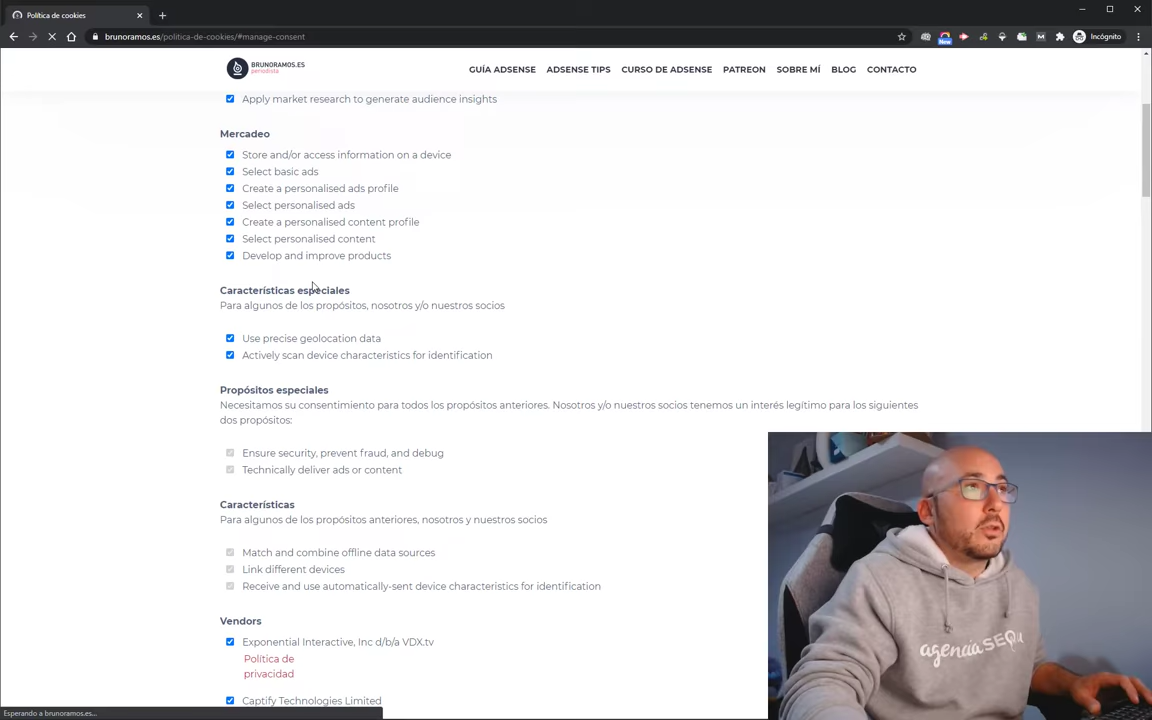 Política de cookies
brunoramos.es/politica-de-cookies/#manage-consent
New
M
Incógnito
BRUNORAMOS.ES
periodista
GUÍA ADSENSE
ADSENSE TIPS
CURSO DE ADSENSE
PATREON
SOBRE MÍ
BLOG
CONTACTO
Apply market research to generate audience insights
Mercadeo
Store and/or access information on a device
Select basic ads
Create a personalised ads profile
Select personalised ads
Create a personalised content profile
Select personalised content
Develop and improve products
Características especiales
Para algunos de los propósitos, nosotros y/o nuestros socios
Use precise geolocation data
Actively scan device characteristics for identification
Propósitos especiales
Necesitamos su consentimiento para todos los propósitos anteriores. Nosotros y/o nuestros socios tenemos un interés legítimo para los siguientes
dos propósitos:
Ensure security, prevent fraud, and debug
Technically deliver ads or content
Características
Para algunos de los propósitos anteriores, nosotros y nuestros socios
Match and combine offline data sources
Link different devices
Receive and use automatically-sent device characteristics for identification
Vendors
Exponential Interactive, Inc d/b/a VDX.tv
Política de
privacidad
Captify Technologies Limited
Esperando a brunoramos.es...
agencia